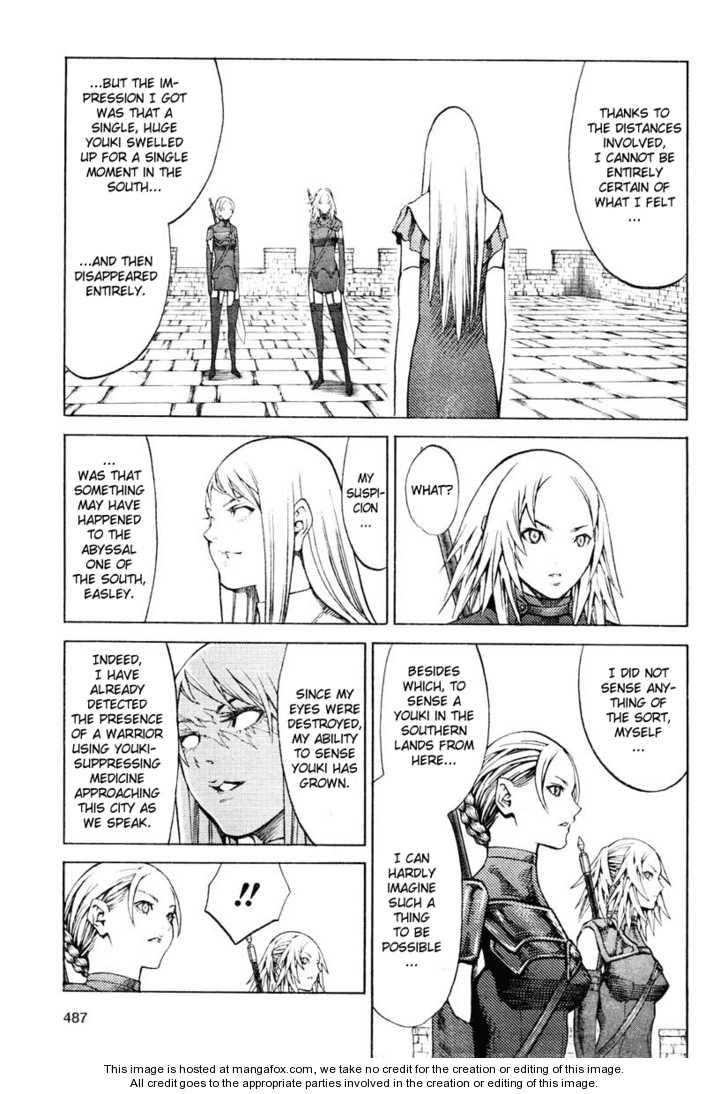 THANKS TO
THE DISTANCES
INVOLVED,
I CANNOT BE
ENTIRELY
CERTAIN OF
WHAT I FELT
...
...BUT THE IM-
PRESSION I GOT
WAS THAT A
SINGLE, HUGE
YOUKI SWELLED
UP FOR A SINGLE
MOMENT IN THE
SOUTH...
...AND THEN
DISAPPEARED
ENTIRELY.
WHAT?
MY
SUSPI-
CION
...
...
WAS THAT
SOMETHING
MAY HAVE
HAPPENED
TO THE
ABYSSAL
ONE OF
THE SOUTH,
EASLEY.
I DID NOT
SENSE ANY-
THING OF
THE SORT,
MYSELF
...
BESIDES
WHICH, TO
SENSE A
YOUKI IN THE
SOUTHERN
LANDS FROM
HERE...
I CAN
HARDLY
IMAGINE
SUCH A
THING
TO BE
POSSIBLE
...
SINCE MY
EYES WERE
DESTROYED,
MY ABILITY
TO SENSE
YOUKI HAS
GROWN.
INDEED,
I HAVE
ALREADY
DETECTED
THE PRESENCE
OF A WARRIOR
USING YOUKI-
SUPPRESSING
MEDICINE
APPROACHING
THIS CITY AS
WE SPEAK.
!!
487
This image is hosted at mangafox.com, we take no credit for the creation or editing of this image.
All credit goes to the appropriate parties involved in the creation or editing of this image.